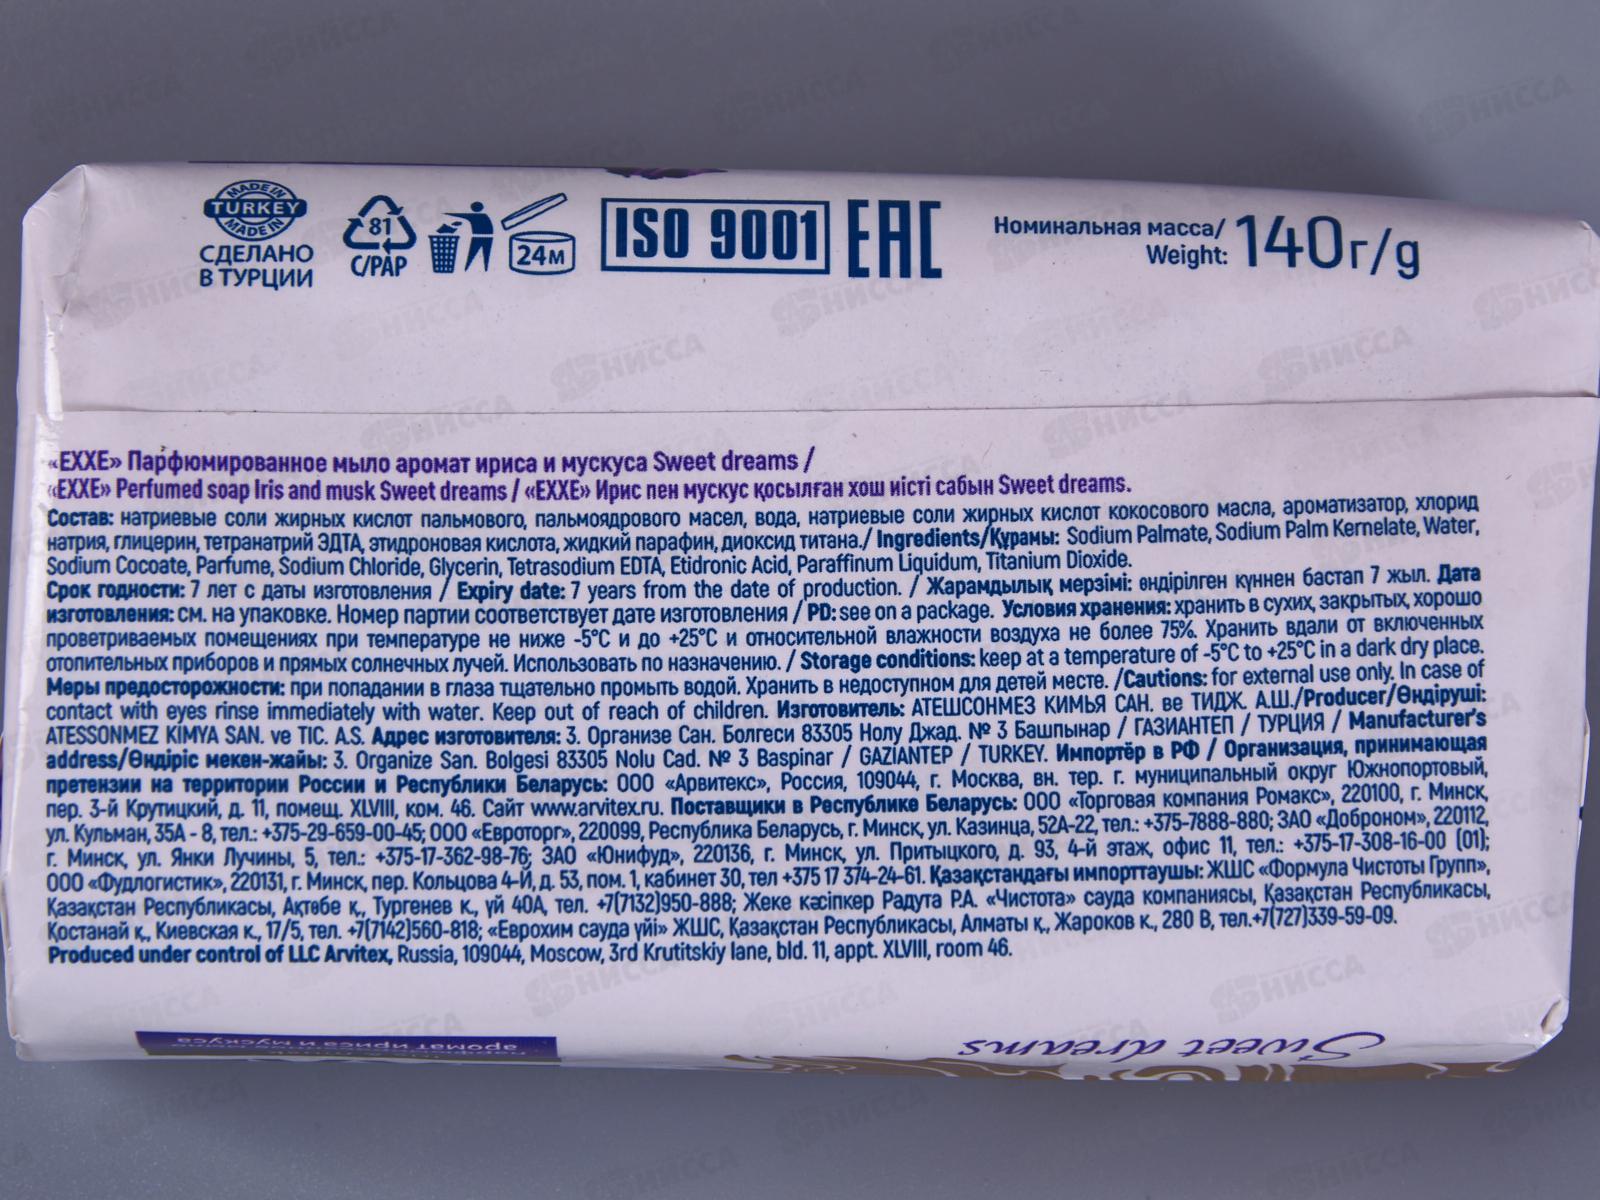 MADE IN
TURKEY
MADE IN
СДЕЛАНО
В ТУРЦИИ
81
C/PAP
24м
ISO 9001
EAC
Номинальная масса/
Weight:
140г/g
«EXXE» Парфюмированное мыло аромат ириса и мускуса Sweet dreams /
«EXXE» Perfumed soap Iris and musk Sweet dreams / «EXXE» Ирис пен мускус қосылған хош иісті сабын Sweet dreams.
Состав: натриевые соли жирных кислот пальмового, пальмоядрового масел, вода, натриевые соли жирных кислот кокосового масла, ароматизатор, хлорид
натрия, глицерин, тетранатрий ЭДТА, этидроновая кислота, жидкий парафин, диоксид титана./ Ingredients/Құрамы: Sodium Palmate, Sodium Palm Kernelate, Water,
Sodium Cocoate, Parfume, Sodium Chloride, Glycerin, Tetrasodium EDTA, Etidronic Acid, Paraffinum Liquidum, Titanium Dioxide.
Срок годности: 7 лет с даты изготовления / Expiry date: 7 years from the date of production. / Жарамдылық мерзімі: өндірілген күннен бастап 7 жыл. Дата
изготовления: см. на упаковке. Номер партии соответствует дате изготовления / PD: see on a package. Условия хранения: хранить в сухих, закрытых, хорошо
проветриваемых помещениях при температуре не ниже -5°C и до +25°C и относительной влажности воздуха не более 75%. Хранить вдали от включенных
отопительных приборов и прямых солнечных лучей. Использовать по назначению. / Storage conditions: keep at a temperature of -5°C to +25°C in a dark dry place.
Меры предосторожности: при попадании в глаза тщательно промыть водой. Хранить в недоступном для детей месте. /Cautions: for external use only. In case of
contact with eyes rinse immediately with water. Keep out of reach of children. Изготовитель: АТЕШСОНМЕЗ КИМЬЯ САН. ве ТИДЖ. А.Ш./Producer/Өндіруші:
ATESSONMEZ KİMYA SAN. ve TIC. A.S. Адрес изготовителя: 3. Организе Сан. Болгеси 83305 Нолу Джад. № 3 Башпынар / ГАЗИАНТЕП / ТУРЦИЯ / Manufacturer's
address/Өндіріс мекен-жайы: 3. Organize San. Bolgesi 83305 Nolu Cad. № 3 Baspinar / GAZIANTEP / TURKEY. Импортёр в РФ / Организация, принимающая
претензии на территории России и Республики Беларусь: ООО «Арвитекс», Россия, 109044, г. Москва, вн. тер. г. муниципальный округ Южнопортовый,
пер. 3-й Крутицкий, д. 11, помещ. XLVIII, ком. 46. Сайт www.arvitex.ru. Поставщики в Республике Беларусь: ООО «Торговая компания Ромакс», 220100, г. Минск,
ул. Кульман, 35А - 8, тел.: +375-29-659-00-45; ООО «Евроторг», 220099, Республика Беларусь, г. Минск, ул. Казинца, 52А-22, тел.: +375-7888-880; ЗАО «Доброном», 220112,
г. Минск, ул. Янки Лучины, 5, тел.: +375-17-362-98-76; ЗАО «Юнифуд», 220136, г. Минск, ул. Притыцкого, д. 93, 4-й этаж, офис 11, тел.: +375-17-308-16-00 (01);
ООО «Фудлогистик», 220131, г. Минск, пер. Кольцова 4-Й, д. 53, пом. 1, кабинет 30, тел +375 17 374-24-61. Қазақстандағы импорттаушы: ЖШС «Формула Чистоты Групп»,
Қазақстан Республикасы, Ақтөбе қ., Тургенев к., үй 40А, тел. +7(7132)950-888; Жеке кәсіпкер Радута Р.А. «Чистота» сауда компаниясы, Қазақстан Республикасы,
Қостанай қ., Киевская к., 17/5, тел. +7(7142)560-818; «Еврохим сауда үйі» ЖШС, Қазақстан Республикасы, Алматы қ., Жароков к., 280 В, тел.+7(727)339-59-09.
Produced under control of LLC Arvitex, Russia, 109044, Moscow, 3rd Krutitskiy lane, bld. 11, appt. XLVIII, room 46.
Sweet dreams
аромат ириса и мускуса